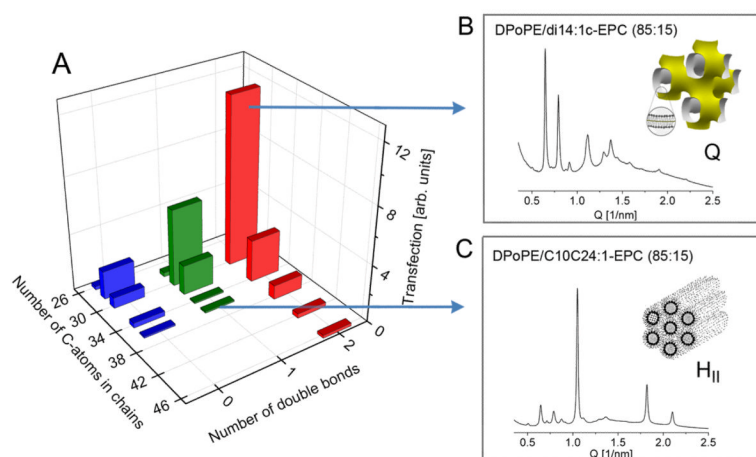 A
Transfection [arb. units]
12
8
4
0
Number of C-atoms in chains
26
30
34
38
42
46
Number of double bonds
0
1
2
B
DPoPE/di14:1c-EPC (85:15)
Q
0.5 1.0 1.5 2.0 2.5
Q [1/nm]
C
DPoPE/C10C24:1-EPC (85:15)
HII
0.5 1.0 1.5 2.0 2.5
Q [1/nm]